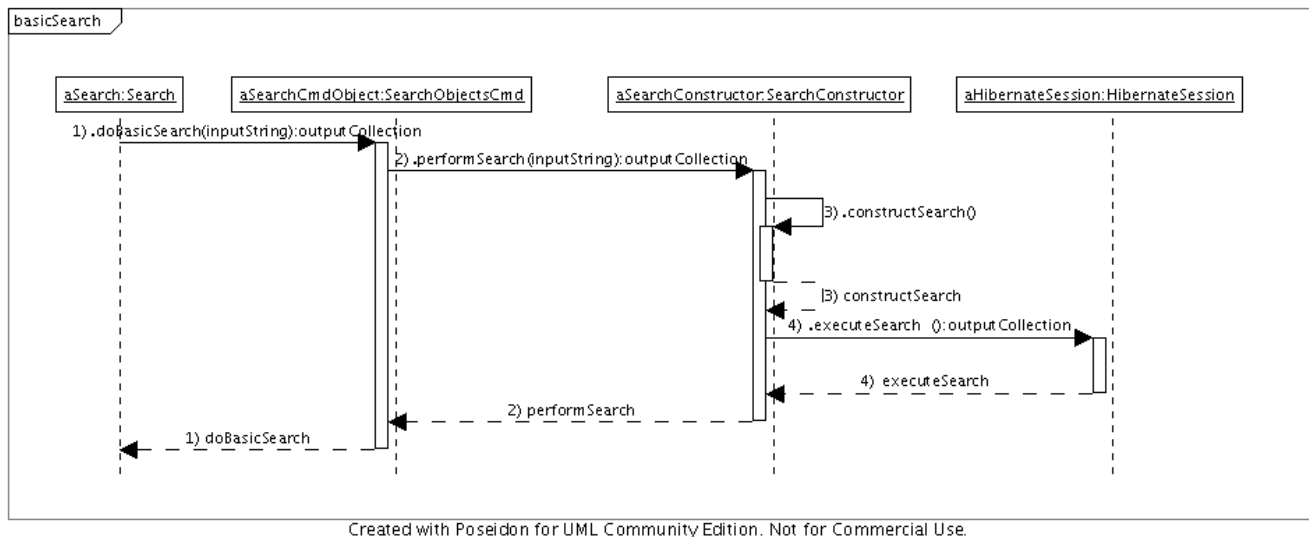 basicSearch
aSearch:Search
aSearchCmdObject:SearchObjectsCmd
aSearchConstructor:SearchConstructor
aHibernateSession:HibernateSession
1).doBasicSearch(inputString):outputCollection
2).performSearch(inputString):outputCollection
3).constructSearch()
3) constructSearch
4) .executeSearch ():outputCollection
4) executeSearch
2) performSearch
1) doBasicSearch
Created with Poseidon for UML Community Edition. Not for Commercial Use.